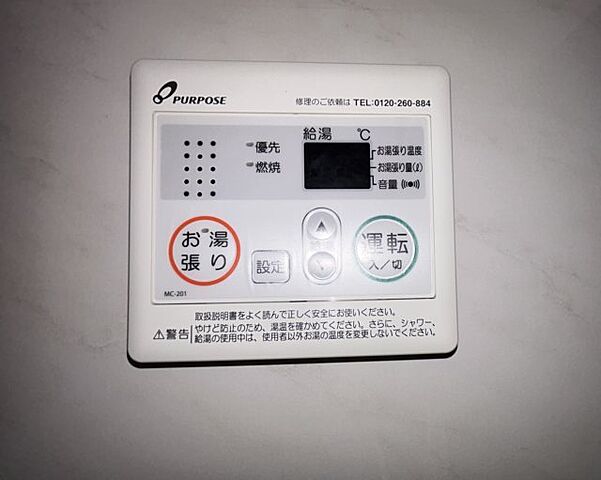 PURPOSE
修理のご依頼は TEL:0120-260-884
給湯 ℃
優先
お湯張り温度
燃焼
お湯張り量(ℓ)
音量
お湯張り
設定
運転
入/切
MC-201
取扱説明書をよく読んで正しく安全にお使いください。
⚠警告
やけど防止のため、湯温を確かめてください。さらに、シャワー、
給湯の使用中は、使用者以外お湯の温度を変更しないでください。